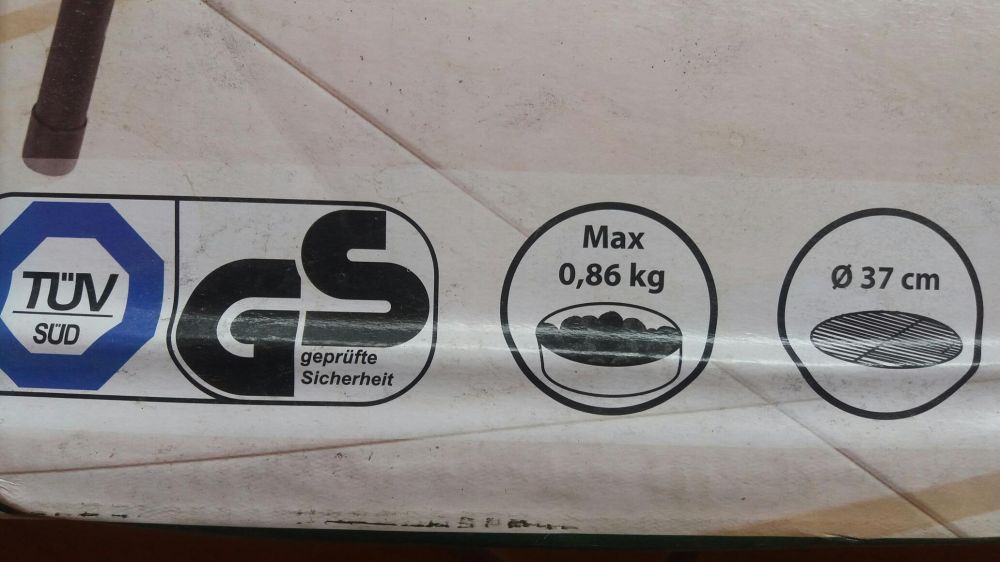 TÜV
SÜD
GS
geprüfte
Sicherheit
Max
0,86 kg
Ø 37 cm